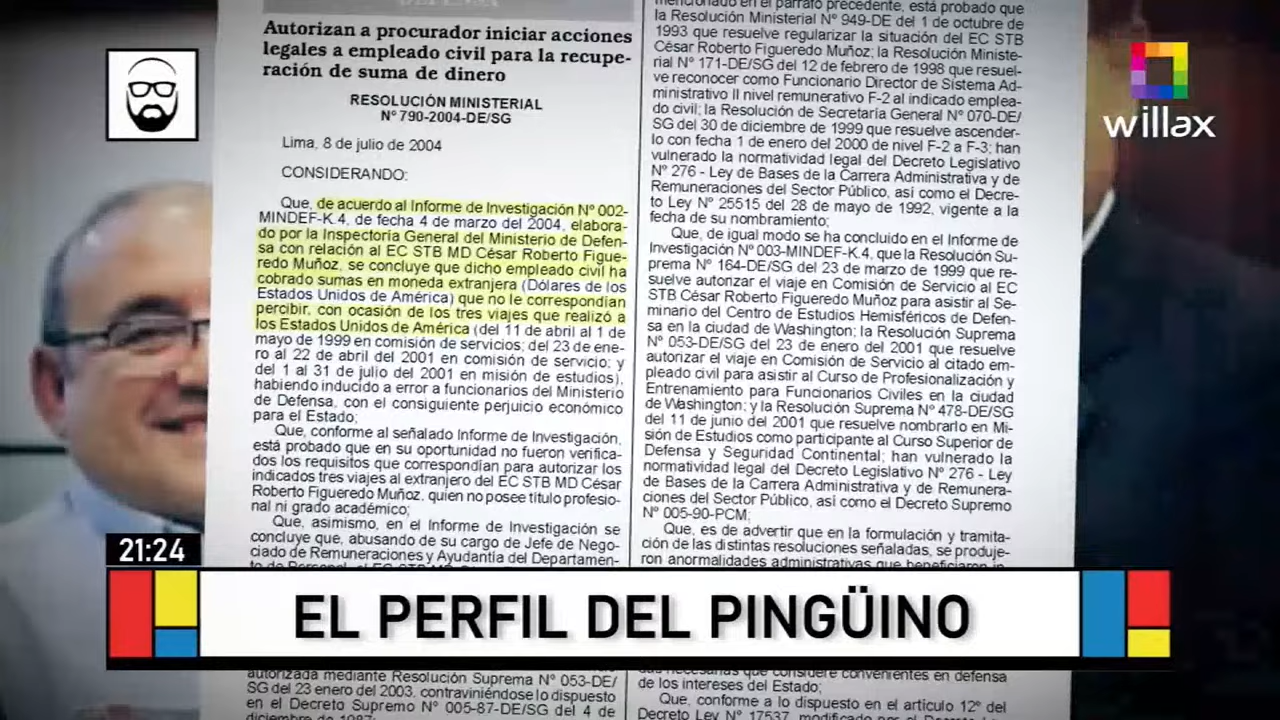 DEFENSA
Autorizan a procurador iniciar acciones
legales a empleado civil para la recupe-
ración de suma de dinero
RESOLUCIÓN MINISTERIAL
Nº 790-2004-DE/SG
Lima, 8 de julio de 2004
CONSIDERANDO:
Que, de acuerdo al Informe de Investigación Nº 002-
MINDEF-K.4, de fecha 4 de marzo del 2004, elabora-
do por la Inspectoría General del Ministerio de Defen-
sa con relación al EC STB MD César Roberto Figue-
redo Muñoz, se concluye que dicho empleado civil ha
cobrado sumas en moneda extranjera (Dólares de los
Estados Unidos de América) que no le correspondían
percibir, con ocasión de los tres viajes que realizó a
los Estados Unidos de América (del 11 de abril al 1 de
mayo de 1999 en comisión de servicios; del 23 de ene-
ro al 22 de abril del 2001 en comisión de servicio; y
del 1 al 31 de julio del 2001 en misión de estudios),
habiendo inducido a error a funcionarios del Ministerio
de Defensa, con el consiguiente perjuicio económico
para el Estado;
Que, conforme al señalado Informe de Investigación,
está probado que en su oportunidad no fueron verifica-
dos los requisitos que correspondían para autorizar los
indicados tres viajes al extranjero del EC STB MD César
Roberto Figueredo Muñoz, quien no posee título profesio-
nal ni grado académico;
Que, asimismo, en el Informe de Investigación se
concluye que, abusando de su cargo de Jefe de Nego-
ciado de Remuneraciones y Ayudantía del Departamen-
to de Personal, el EC STB MD
autorizada mediante Resolución Suprema Nº 053-DE/
SG del 23 enero del 2003, contraviniéndose lo dispuesto
en el Decreto Supremo Nº 005-87-DE/SG del 4 de
diciembre de 1987;
mencionado en el párrafo precedente, está probado que
la Resolución Ministerial Nº 949-DE del 1 de octubre de
1993 que resuelve regularizar la situación del EC STB
César Roberto Figueredo Muñoz; la Resolución Ministe-
rial Nº 171-DE/SG del 12 de febrero de 1998 que resuel-
ve reconocer como Funcionario Director de Sistema Ad-
ministrativo II nivel remunerativo F-2 al indicado emplea-
do civil; la Resolución de Secretaría General Nº 070-DE/
SG del 30 de diciembre de 1999 que resuelve ascender-
lo con fecha 1 de enero del 2000 de nivel F-2 a F-3; han
vulnerado la normatividad legal del Decreto Legislativo
Nº 276 - Ley de Bases de la Carrera Administrativa y de
Remuneraciones del Sector Público, así como el Decre-
to Ley Nº 25515 del 28 de mayo de 1992, vigente a la
fecha de su nombramiento;
Que, de igual modo se ha concluido en el Informe de
Investigación Nº 003-MINDEF-K.4, que la Resolución Su-
prema Nº 164-DE/SG del 23 de marzo de 1999 que re-
suelve autorizar el viaje en Comisión de Servicio al EC
STB César Roberto Figueredo Muñoz para asistir al Se-
minario del Centro de Estudios Hemisféricos de Defen-
sa en la ciudad de Washington; la Resolución Suprema
Nº 053-DE/SG del 23 de enero del 2001 que resuelve
autorizar el viaje en Comisión de Servicio al citado em-
pleado civil para asistir al Curso de Profesionalización y
Entrenamiento para Funcionarios Civiles en la ciudad
de Washington; y la Resolución Suprema Nº 478-DE/SG
del 11 de junio del 2001 que resuelve nombrarlo en Mi-
sión de Estudios como participante al Curso Superior de
Defensa y Seguridad Continental; han vulnerado la
normatividad legal del Decreto Legislativo Nº 276 - Ley
de Bases de la Carrera Administrativa y de Remunera-
ciones del Sector Público, así como el Decreto Supremo
Nº 005-90-PCM;
Que, es de advertir que en la formulación y tramita-
ción de las distintas resoluciones señaladas, se produje-
ron anormalidades administrativas que beneficiaron in-
necesarias que considere convenientes en defensa
de los intereses del Estado;
Que, conforme a lo dispuesto en el artículo 12º del
Decreto Ley Nº 17537, modificado por el Decreto
willax
21:24
EL PERFIL DEL PINGÜINO